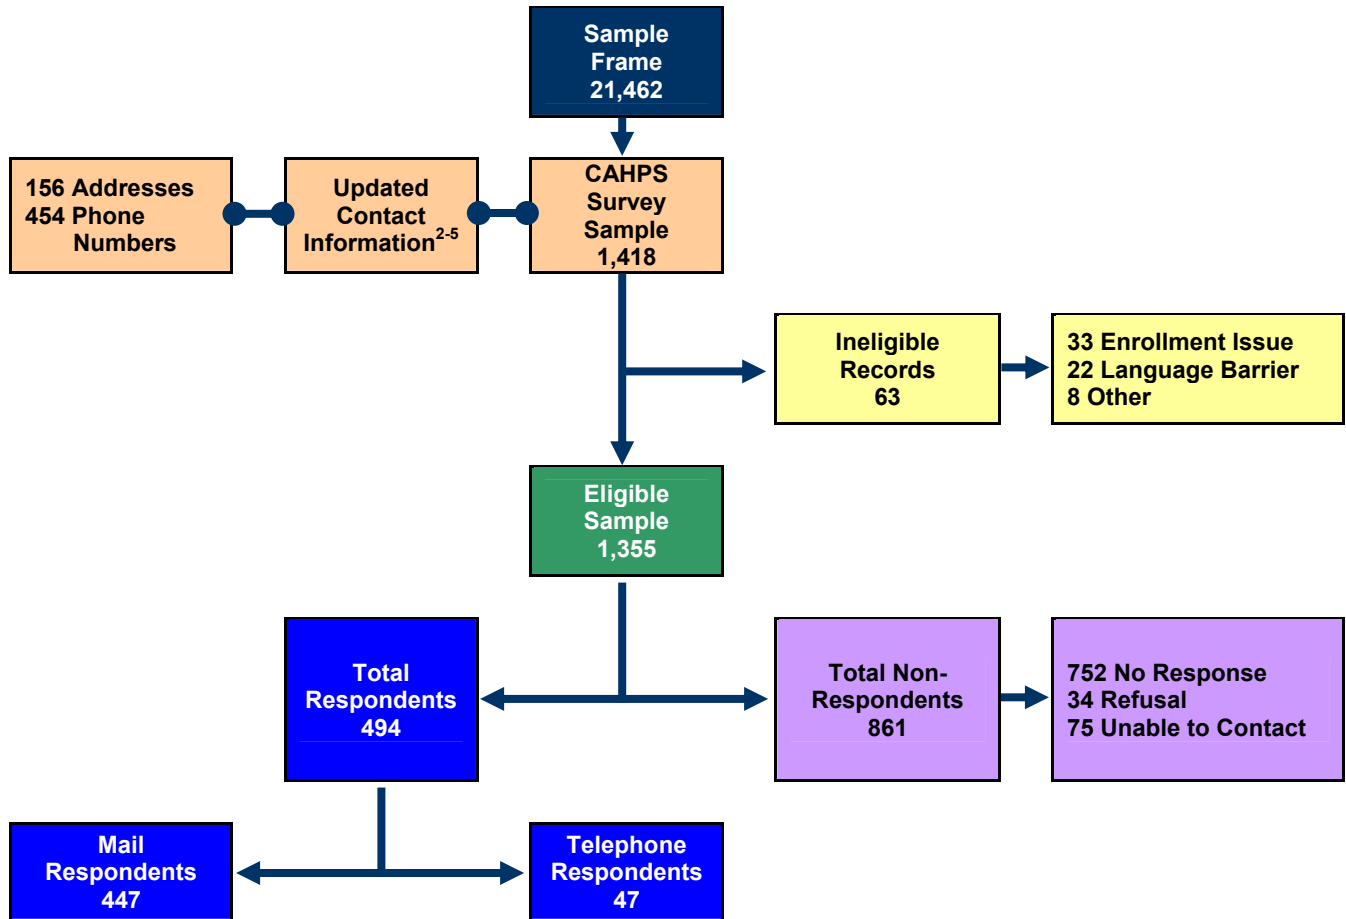 Sample
Frame
21,462
156 Addresses
454 Phone
Numbers
Updated
Contact
Information2-5
CAHPS
Survey
Sample
1,418
Ineligible
Records
63
33 Enrollment Issue
22 Language Barrier
8 Other
Eligible
Sample
1,355
Total
Respondents
494
Total Non-
Respondents
861
752 No Response
34 Refusal
75 Unable to Contact
Mail
Respondents
447
Telephone
Respondents
47